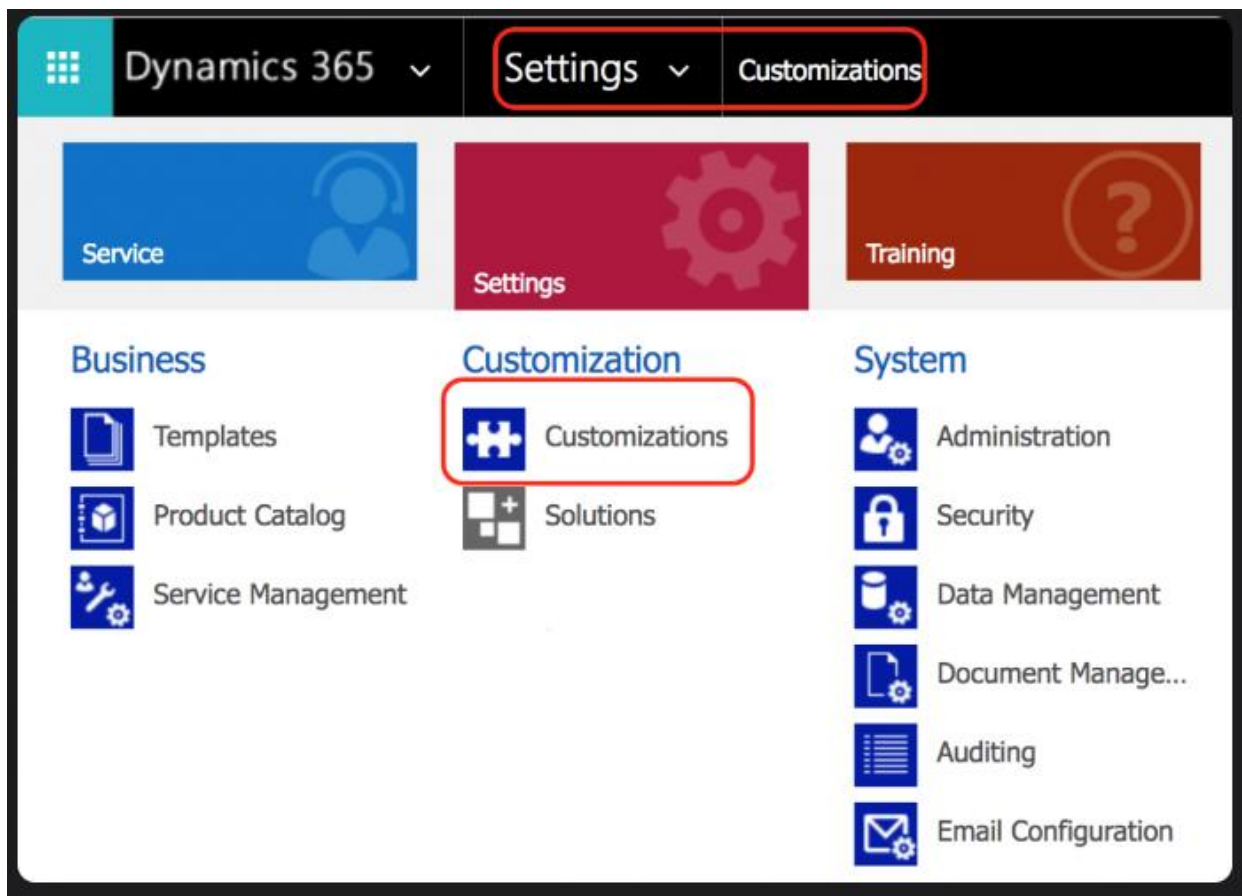 Dynamics 365 Settings Customizations
Service
Settings
Training
?
Business
Templates
Product Catalog
Service Management
Customization
Customizations
Solutions
System
Administration
Security
Data Management
Document Manage...
Auditing
Email Configuration